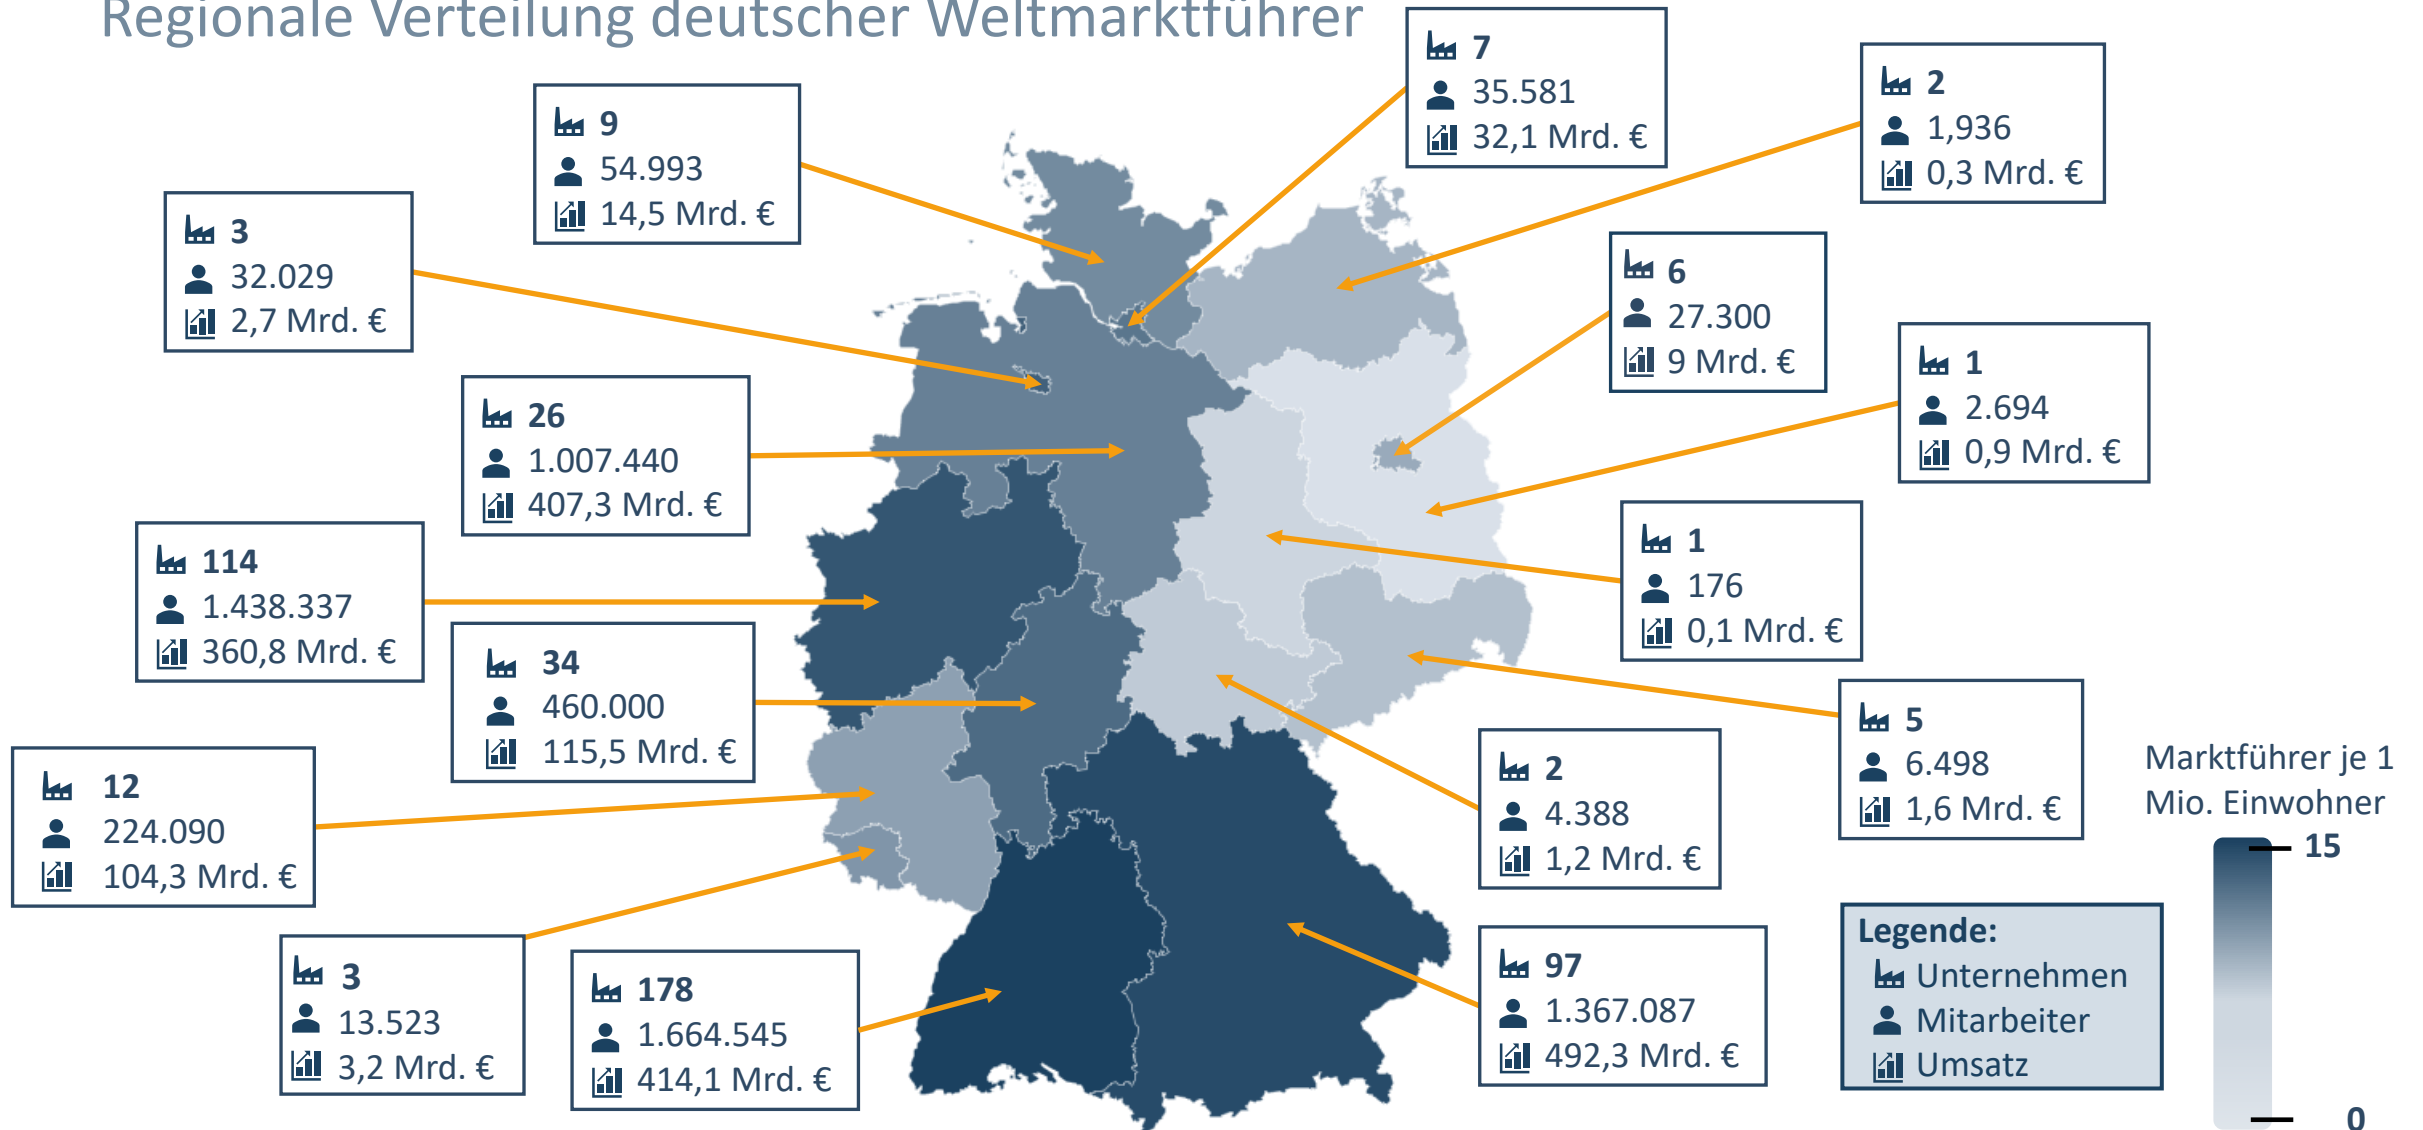 Regionale Verteilung deutscher Weltmarktführer
7
35.581
32,1 Mrd. €
2
1,936
0,3 Mrd. €
9
54.993
14,5 Mrd. €
3
32.029
2,7 Mrd. €
6
27.300
9 Mrd. €
1
2.694
0,9 Mrd. €
26
1.007.440
407,3 Mrd. €
1
176
0,1 Mrd. €
114
1.438.337
360,8 Mrd. €
34
460.000
115,5 Mrd. €
5
6.498
1,6 Mrd. €
2
4.388
1,2 Mrd. €
12
224.090
104,3 Mrd. €
3
13.523
3,2 Mrd. €
178
1.664.545
414,1 Mrd. €
97
1.367.087
492,3 Mrd. €
Marktführer je 1
Mio. Einwohner
15
0
Legende:
Unternehmen
Mitarbeiter
Umsatz